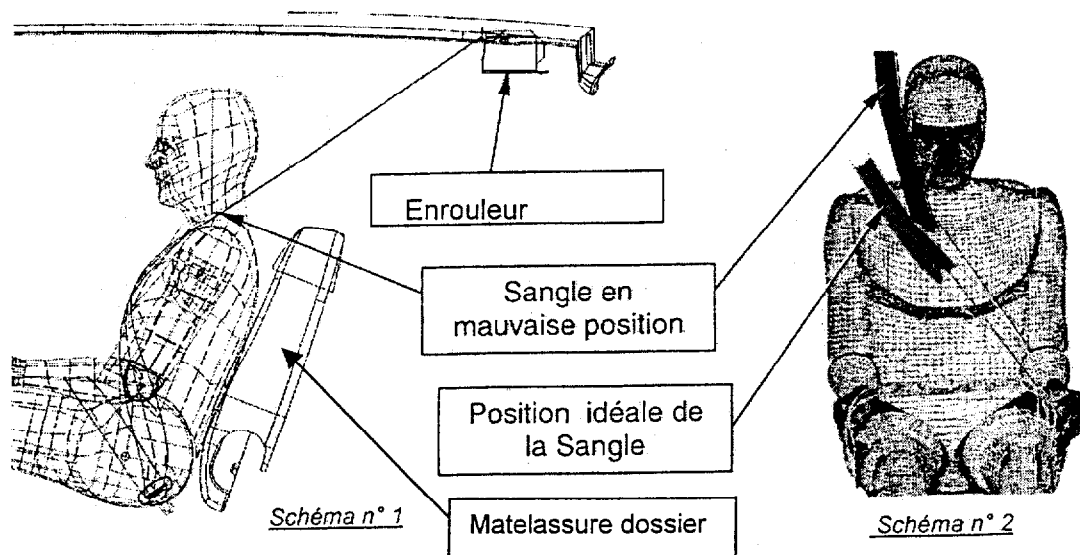 Enrouleur
Sangle en
mauvaise position
Position idéale de
la Sangle
Matelassure dossier
Schéma n° 1
Schéma n° 2